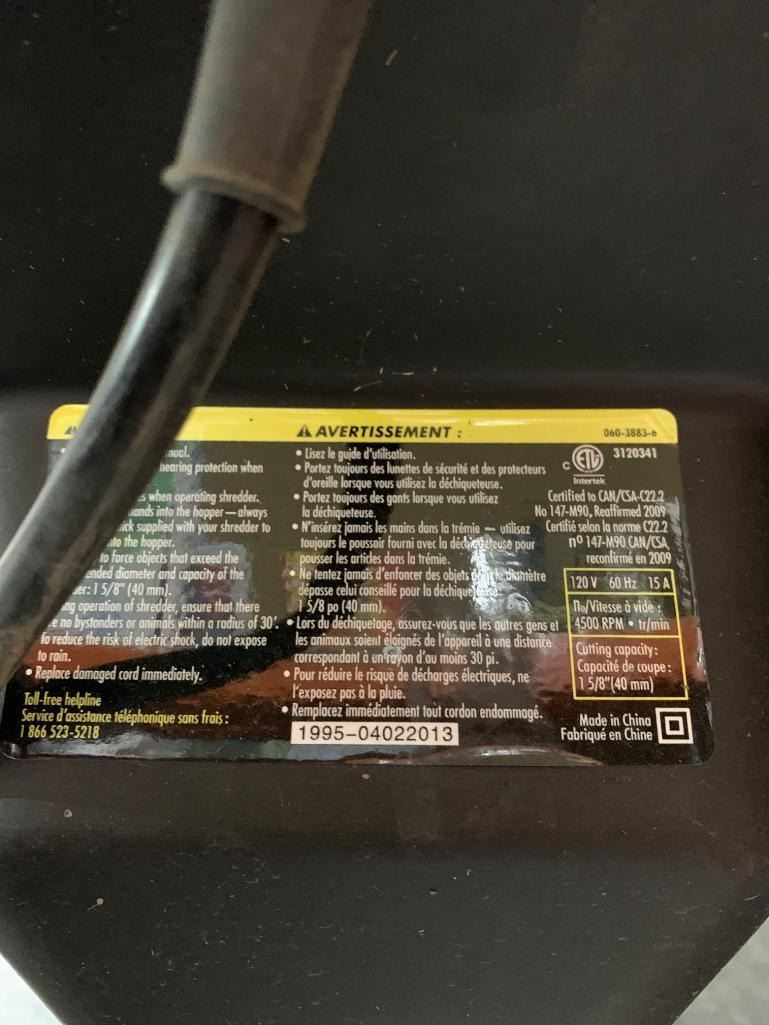 AVERTISSEMENT :
060-3883-6
nual.
hearing protection when
s when operating shredder.
ands into the hopper — always
ick supplied with your shredder to
to the hopper.
to force objects that exceed the
ended diameter and capacity of the
er: 1 5/8" (40 mm).
ng operation of shredder, ensure that there
e no bystanders or animals within a radius of 30'.
To reduce the risk of electric shock, do not expose
to rain.
• Replace damaged cord immediately.
Toll-free helpline
Service d'assistance téléphonique sans frais :
1 866 523-5218
• Lisez le guide d'utilisation.
• Portez toujours des lunettes de sécurité et des protecteurs
d'oreille lorsque vous utilisez la déchiqueteuse.
• Portez toujours des gants lorsque vous utilisez
la déchiqueteuse.
• N'insérez jamais les mains dans la trémie — utilisez
toujours le poussoir fourni avec la déchiqueteuse pour
pousser les articles dans la trémie.
• Ne tentez jamais d'enfoncer des objets dont le diamètre
dépasse celui conseillé pour la déchiqueteuse:
1 5/8 po (40 mm).
• Lors du déchiquetage, assurez-vous que les autres gens et
les animaux soient éloignés de l'appareil à une distance
correspondant à un rayon d'au moins 30 pi.
• Pour réduire le risque de décharges électriques, ne
l'exposez pas à la pluie.
• Remplacez immédiatement tout cordon endommagé.
1995-04022013
C ETL 3120341
Intertek
Certified to CAN/CSA-C22.2
No 147-M90, Reaffirmed 2009
Certifié selon la norme C22.2
nº 147-M90 CAN/CSA,
reconfirmé en 2009
120 V 60 Hz 15 A
n₀/Vitesse à vide :
4500 RPM • tr/min
Cutting capacity:
Capacité de coupe :
1 5/8"(40 mm)
Made in China
Fabriqué en Chine